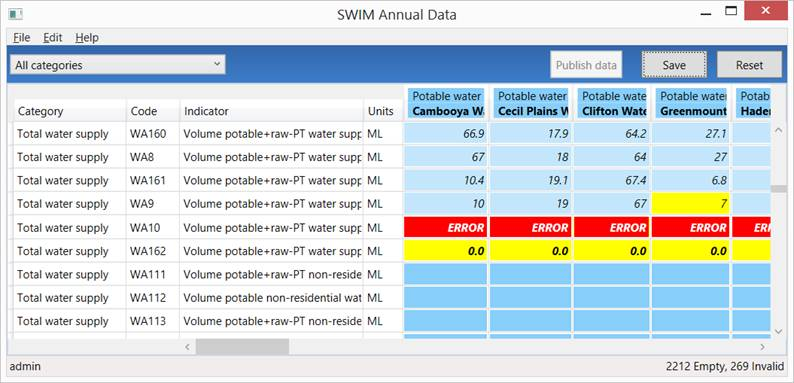 SWIM Annual Data
File Edit Help
All categories Publish data Save Reset
Potable water Potable water Potable water Potable water Potab
Category Code Indicator Units Cambooya W Cecil Plains W Clifton Wate Greenmount Haden
Total water supply WA160 Volume potable+raw-PT water supp ML 66.9 17.9 64.2 27.1
Total water supply WA8 Volume potable+raw-PT water supp ML 67 18 64 27
Total water supply WA161 Volume potable+raw-PT water supp ML 10.4 19.1 67.4 6.8
Total water supply WA9 Volume potable+raw-PT water supp ML 10 19 67 7
Total water supply WA10 Volume potable+raw-PT water supp ML ERROR ERROR ERROR ERROR
Total water supply WA162 Volume potable+raw-PT water supp ML 0.0 0.0 0.0 0.0
Total water supply WA111 Volume potable+raw-PT non-reside ML
Total water supply WA112 Volume potable non-residential wat ML
Total water supply WA113 Volume potable+raw-PT non-reside ML
admin 2212 Empty, 269 Invalid